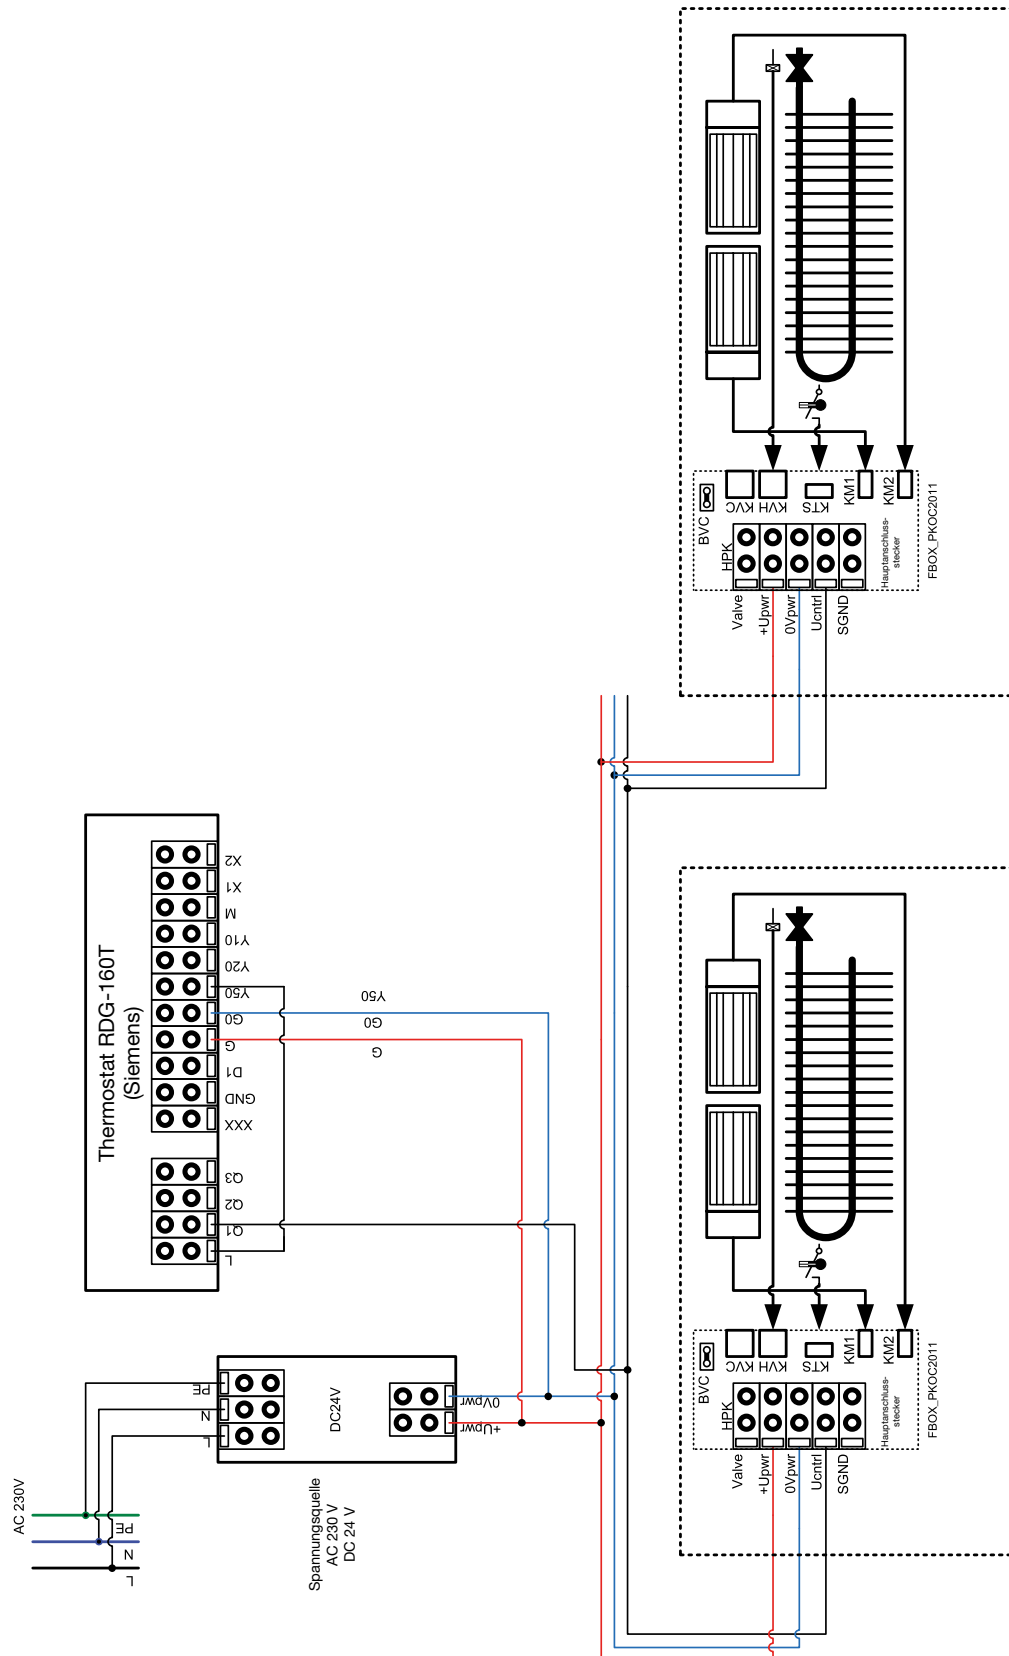 BVC
KVC
KVH
KTS
KM1
KM2
HPK
Hauptanschluss-
stecker
FBOX_PKOC2011
Valve
+Upwr
0Vpwr
Ucntrl
SGND
Thermostat RDG-160T
(Siemens)
X2
X1
M
Y10
Y20
Y50
G0
G
D1
GND
XXX
Q3
Q2
Q1
L
Y50
G0
G
BVC
KVC
KVH
KTS
KM1
KM2
HPK
Hauptanschluss-
stecker
FBOX_PKOC2011
Valve
+Upwr
0Vpwr
Ucntrl
SGND
PE
N
L
DC24V
0Vpwr
+Upwr
AC 230V
PE
N
L
Spannungsquelle
AC 230 V
DC 24 V